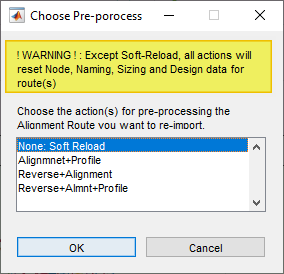 Choose Pre-porocess
! WARNING ! : Except Soft-Reload, all actions will
reset Node, Naming, Sizing and Design data for
route(s)
Choose the action(s) for pre-processing the
Alionment Route you want to re-import.
None: Soft Reload
Alignmnet+Profile
Reverse+Alignment
Reverse+Almnt+Profile
OK
Cancel